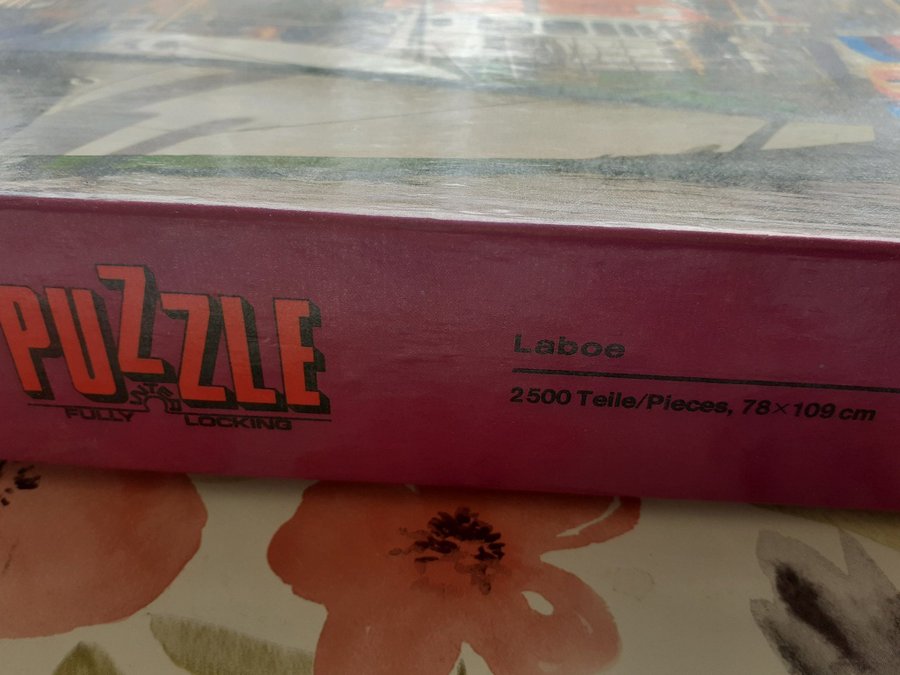 PUZZLE
FULLY LOCKING
Laboe
2500 Teile/Pieces, 78×109 cm